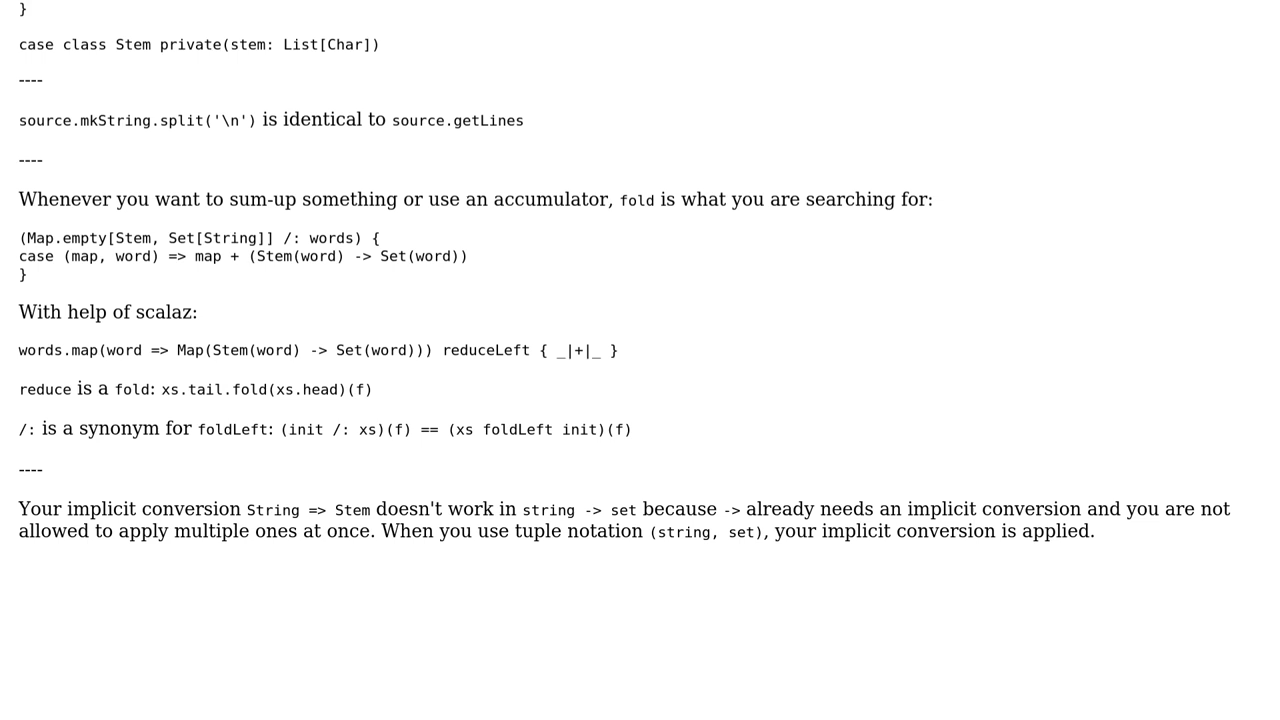 }
case class Stem private(stem: List[Char])
----
source.mkString.split('\n') is identical to source.getLines
----
Whenever you want to sum-up something or use an accumulator, fold is what you are searching for:
(Map.empty[Stem, Set[String]] /: words) {
case (map, word) => map + (Stem(word) -> Set(word))
}
With help of scalaz:
words.map(word => Map(Stem(word) -> Set(word))) reduceLeft { _|+|_ }
reduce is a fold: xs.tail.fold(xs.head)(f)
/: is a synonym for foldLeft: (init /: xs)(f) == (xs foldLeft init)(f)
----
Your implicit conversion String => Stem doesn't work in string -> set because -> already needs an implicit conversion and you are not
allowed to apply multiple ones at once. When you use tuple notation (string, set), your implicit conversion is applied.